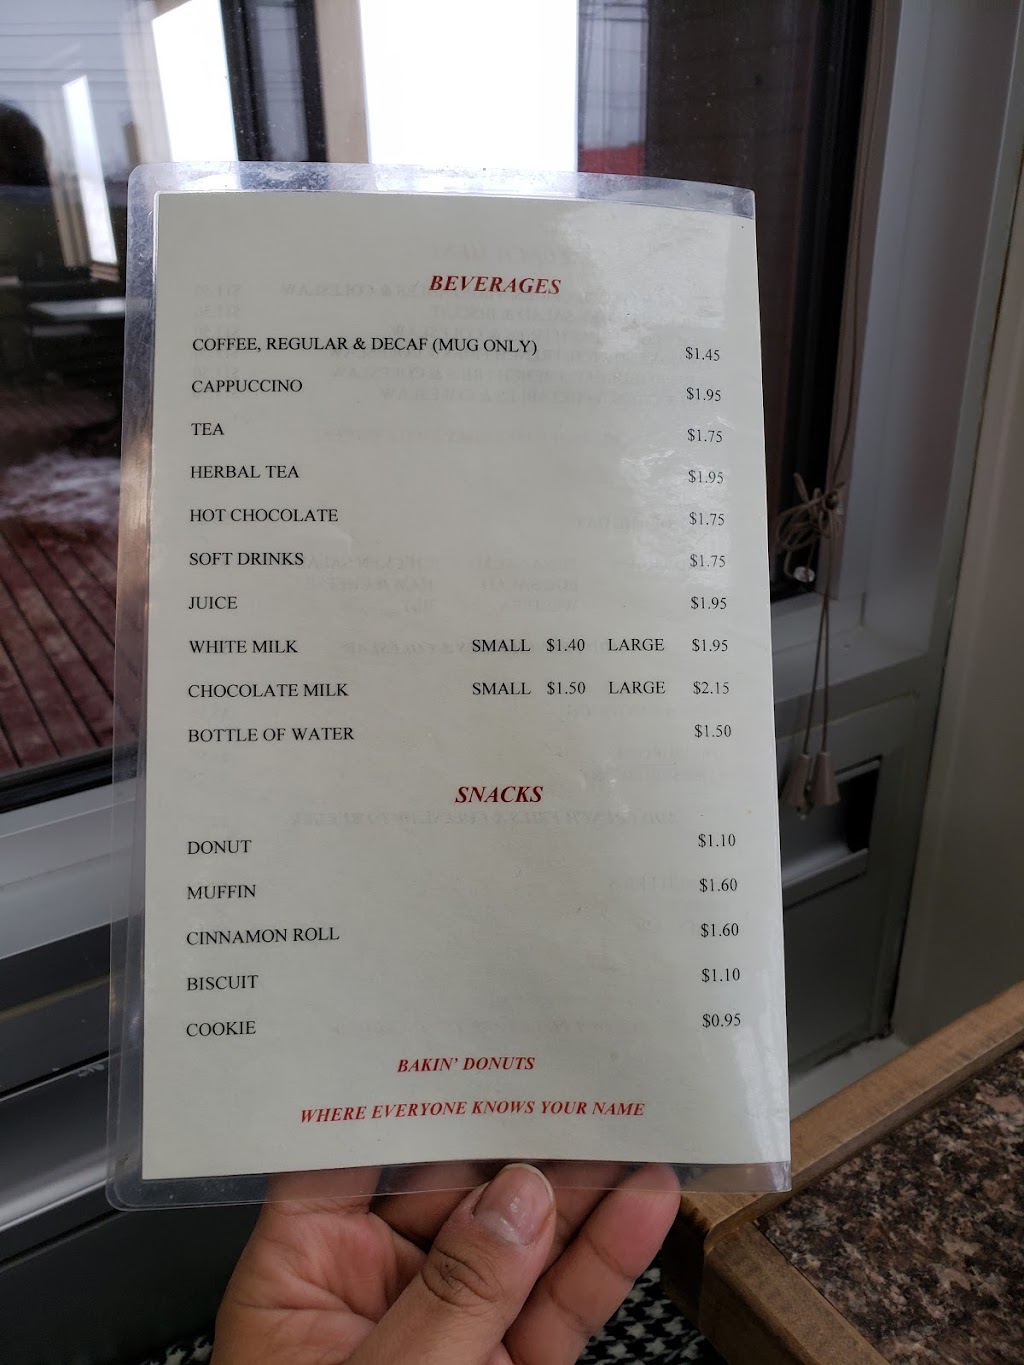 BEVERAGES
COFFEE, REGULAR & DECAF (MUG ONLY) $1.45
CAPPUCCINO $1.95
TEA $1.75
HERBAL TEA $1.95
HOT CHOCOLATE $1.75
SOFT DRINKS $1.75
JUICE $1.95
WHITE MILK SMALL $1.40 LARGE $1.95
CHOCOLATE MILK SMALL $1.50 LARGE $2.15
BOTTLE OF WATER $1.50
SNACKS
DONUT $1.10
MUFFIN $1.60
CINNAMON ROLL $1.60
BISCUIT $1.10
COOKIE $0.95
BAKIN' DONUTS
WHERE EVERYONE KNOWS YOUR NAME